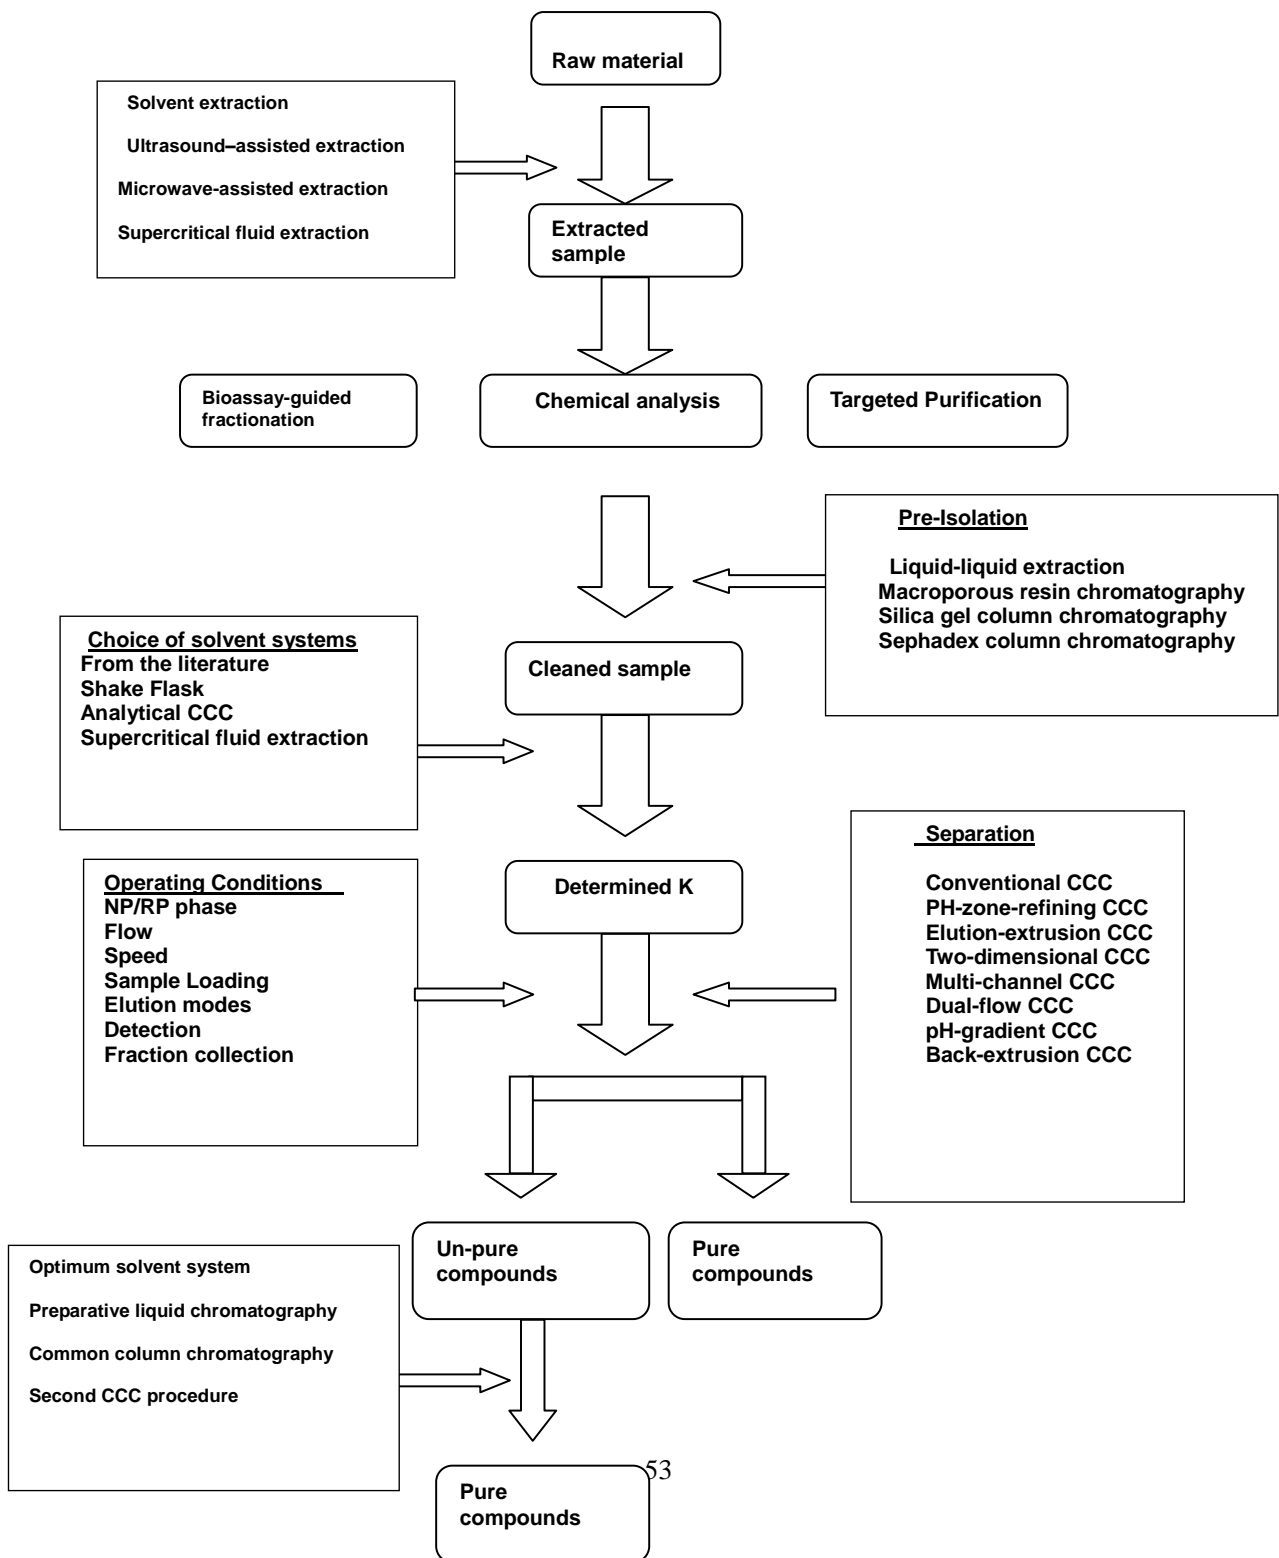 Raw material
Solvent extraction
Ultrasound–assisted extraction
Microwave-assisted extraction
Supercritical fluid extraction
Extracted
sample
Bioassay-guided
fractionation
Chemical analysis
Targeted Purification
Pre-Isolation
Liquid-liquid extraction
Macroporous resin chromatography
Silica gel column chromatography
Sephadex column chromatography
Choice of solvent systems
From the literature
Shake Flask
Analytical CCC
Supercritical fluid extraction
Cleaned sample
Operating Conditions
NP/RP phase
Flow
Speed
Sample Loading
Elution modes
Detection
Fraction collection
Determined K
Separation
Conventional CCC
PH-zone-refining CCC
Elution-extrusion CCC
Two-dimensional CCC
Multi-channel CCC
Dual-flow CCC
pH-gradient CCC
Back-extrusion CCC
Un-pure
compounds
Pure
compounds
Optimum solvent system
Preparative liquid chromatography
Common column chromatography
Second CCC procedure
53
Pure
compounds